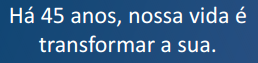 Há 45 anos, nossa vida é
transformar a sua.